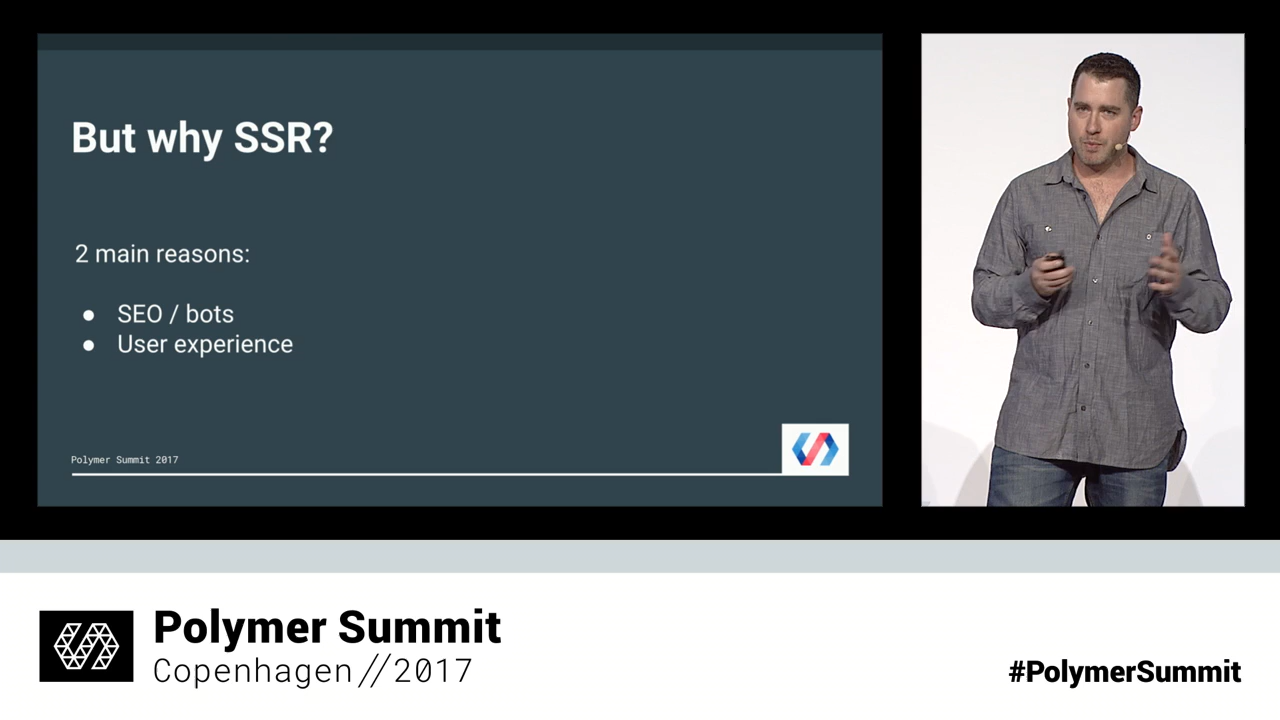 But why SSR?
2 main reasons:
● SEO / bots
● User experience
Polymer Summit 2017
Polymer Summit
Copenhagen//2017
#PolymerSummit